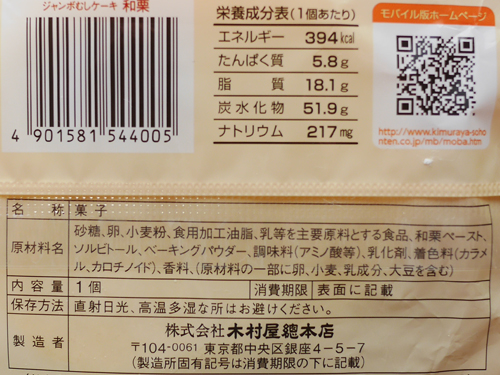 ジャンボむしケーキ 和栗
4 901581 544005
栄養成分表(1個あたり)
エネルギー 394kcal
たんぱく質 5.8g
脂質 18.1g
炭水化物 51.9g
ナトリウム 217mg
モバイル版ホームページ
http://www.kimuraya-soho
nten.co.jp/mb/moba.htm
名称 菓子
原材料名 砂糖、卵、小麦粉、食用加工油脂、乳等を主要原料とする食品、和栗ペースト、
ソルビトール、ベーキングパウダー、調味料(アミノ酸等)、乳化剤、着色料(カラメ
ル、カロチノイド)、香料、(原材料の一部に卵、小麦、乳成分、大豆を含む)
内容量 1個 消費期限 表面に記載
保存方法 直射日光、高温多湿な所はお避けください。
製造者 株式会社木村屋總本店
〒104-0061 東京都中央区銀座4-5-7
(製造所固有記号は消費期限の下に記載)